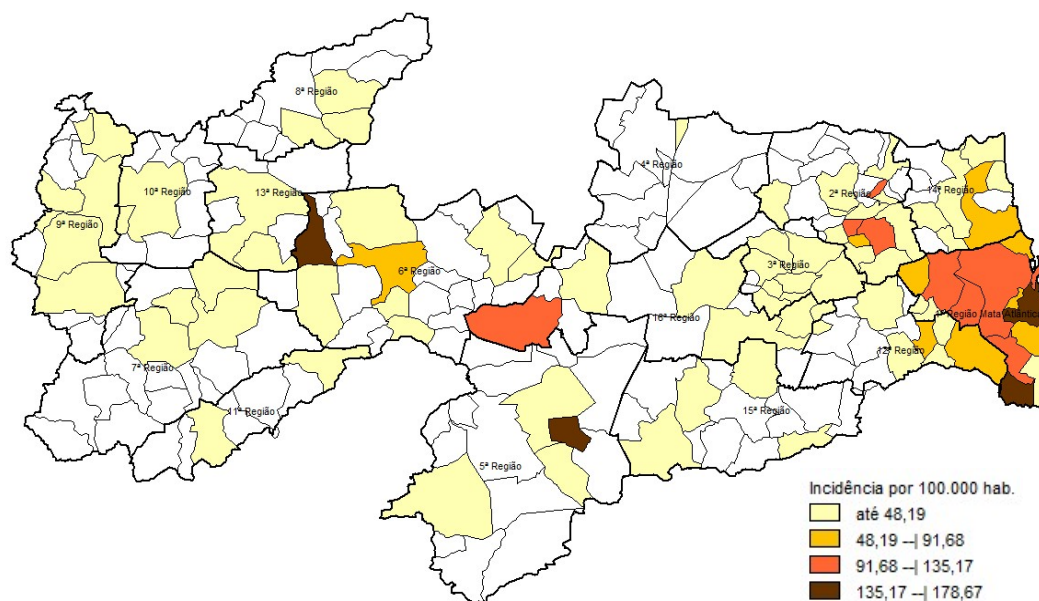 8ª Região
4ª Região
10ª Região
13ª Região
2ª Região
14ª Região
9ª Região
6ª Região
3ª Região
1ª Região Mata Atlântica
16ª Região
12ª Região
7ª Região
11ª Região
15ª Região
5ª Região
Incidência por 100.000 hab.
até 48,19
48,19 --| 91,68
91,68 --| 135,17
135,17 --| 178,67